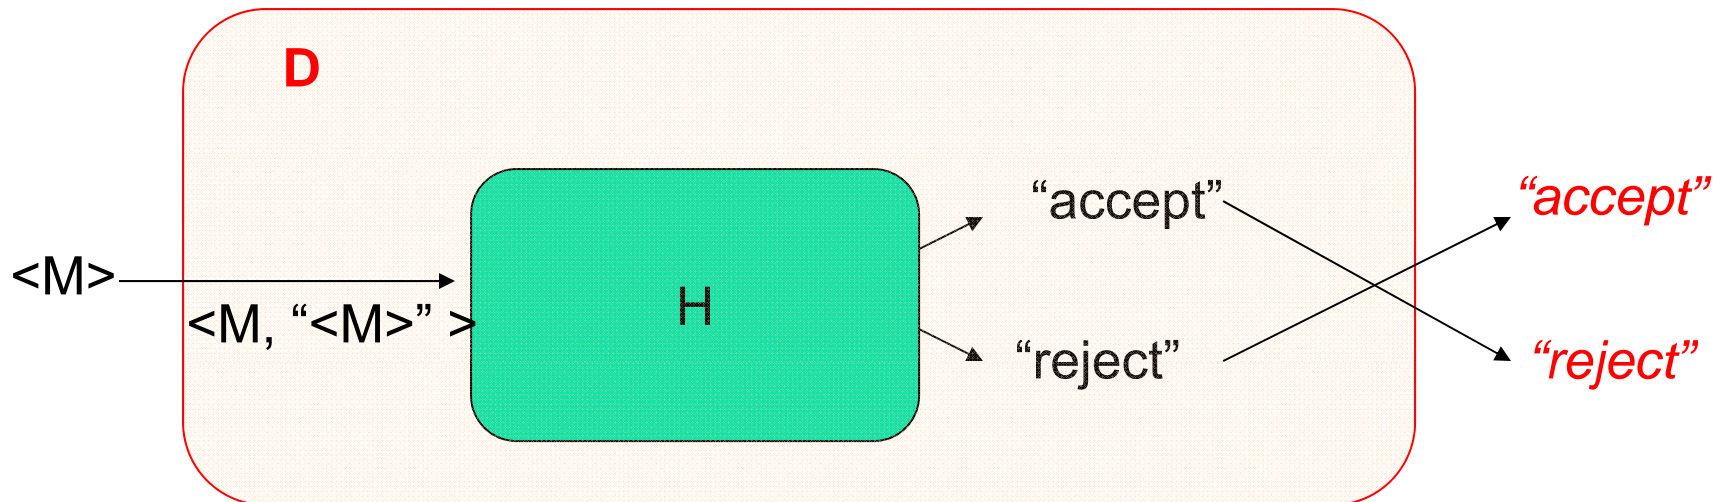 D
“accept” “accept”
<M>
<M, “<M>” >
H
“reject” “reject”